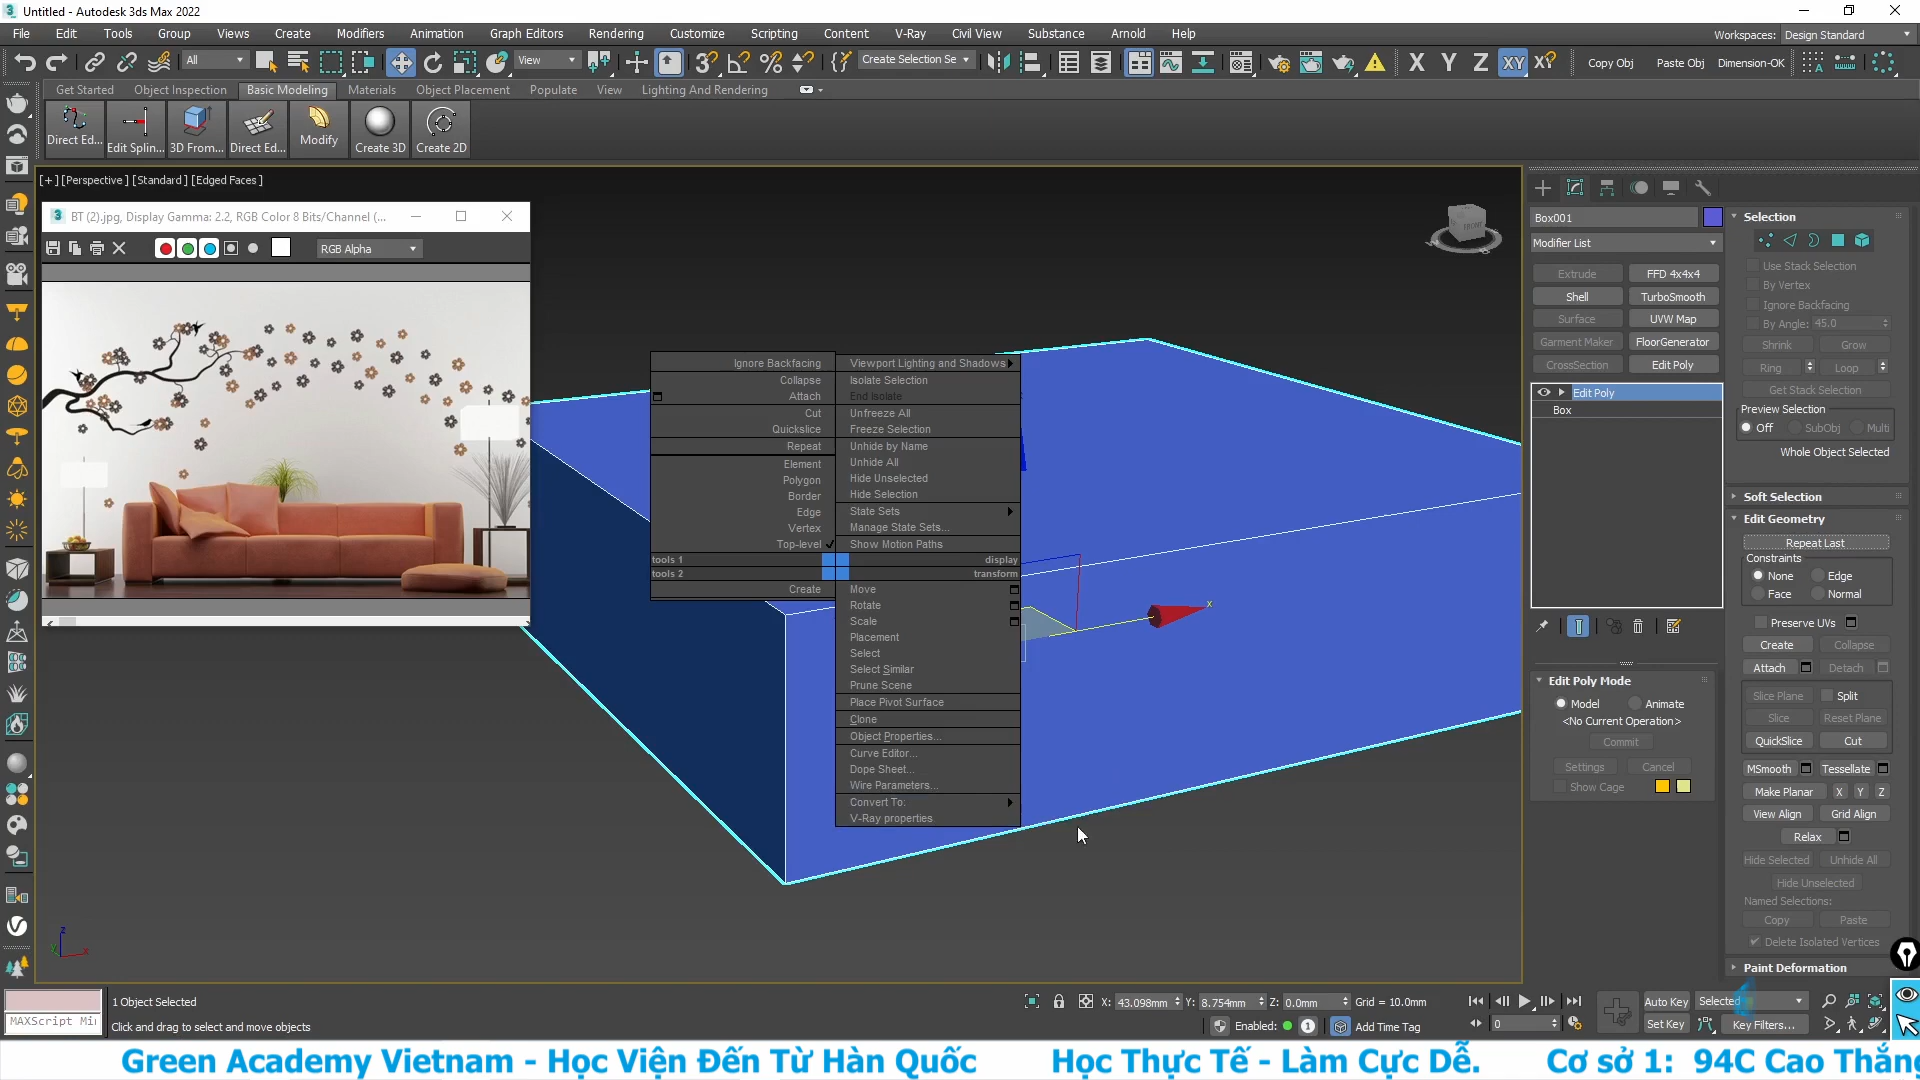 Untitled - Autodesk 3ds Max 2022
File Edit Tools Group Views Create Modifiers Animation Graph Editors Rendering Customize Scripting Content V-Ray Civil View Substance Arnold Help
Workspaces: Design Standard
All View Create Selection Se X Y Z XY XY Copy Obj Paste Obj Dimension-OK
Get Started Object Inspection Basic Modeling Materials Object Placement Populate View Lighting And Rendering
Direct Ed... Edit Splin... 3D From... Direct Ed... Modify Create 3D Create 2D
[+] [Perspective] [Standard] [Edged Faces]
BT (2).jpg, Display Gamma: 2.2, RGB Color 8 Bits/Channel (...
RGB Alpha
FRONT
Ignore Backfacing
Collapse
Attach
Cut
Quickslice
Repeat
Element
Polygon
Border
Edge
Vertex
Top-level
tools 1
tools 2
Create
Viewport Lighting and Shadows
Isolate Selection
End Isolate
Unfreeze All
Freeze Selection
Unhide by Name
Unhide All
Hide Unselected
Hide Selection
State Sets
Manage State Sets...
Show Motion Paths
display
transform
Move
Rotate
Scale
Placement
Select
Select Similar
Prune Scene
Place Pivot Surface
Clone
Object Properties...
Curve Editor...
Dope Sheet...
Wire Parameters...
Convert To:
V-Ray properties
x
z
y
x
Box001
Modifier List
Extrude FFD 4x4x4
Shell TurboSmooth
Surface UVW Map
Garment Maker FloorGenerator
CrossSection Edit Poly
Edit Poly
Box
Edit Poly Mode
Model Animate
<No Current Operation>
Commit
Settings Cancel
Show Cage
Selection
Use Stack Selection
By Vertex
Ignore Backfacing
By Angle: 45.0
Shrink Grow
Ring Loop
Get Stack Selection
Preview Selection
Off SubObj Multi
Whole Object Selected
Soft Selection
Edit Geometry
Repeat Last
Constraints
None Edge
Face Normal
Preserve UVs
Create Collapse
Attach Detach
Slice Plane Split
Slice Reset Plane
QuickSlice Cut
MSmooth Tessellate
Make Planar X Y Z
View Align Grid Align
Relax
Hide Selected Unhide All
Hide Unselected
Named Selections:
Copy Paste
Delete Isolated Vertices
Paint Deformation
MAXScript Mi
1 Object Selected
Click and drag to select and move objects
X: 43.098mm Y: 8.754mm Z: 0.0mm Grid = 10.0mm
Enabled: 1 Add Time Tag
0
Auto Key Selected
Set Key Key Filters...
Green Academy Vietnam - Học Viện Đến Từ Hàn Quốc Học Thực Tế - Làm Cực Dễ. Cơ sở 1: 94C Cao Thắng